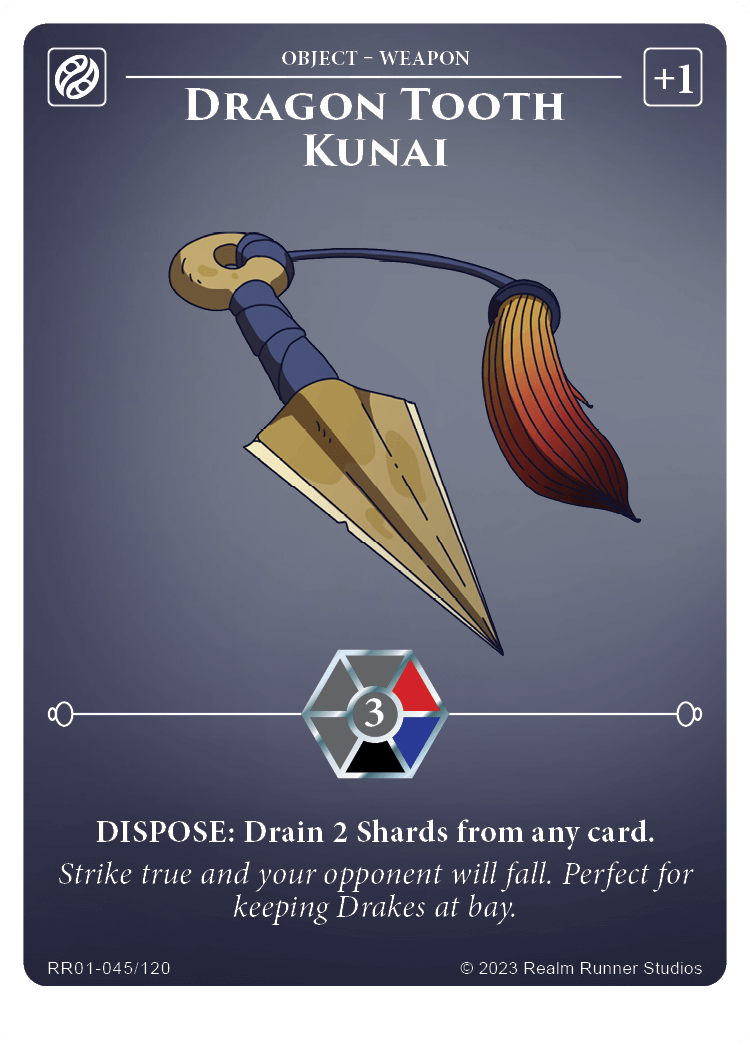 OBJECT – WEAPON
+1
DRAGON TOOTH
KUNAI
3
DISPOSE: Drain 2 Shards from any card.
Strike true and your opponent will fall. Perfect for
keeping Drakes at bay.
RR01-045/120
© 2023 Realm Runner Studios